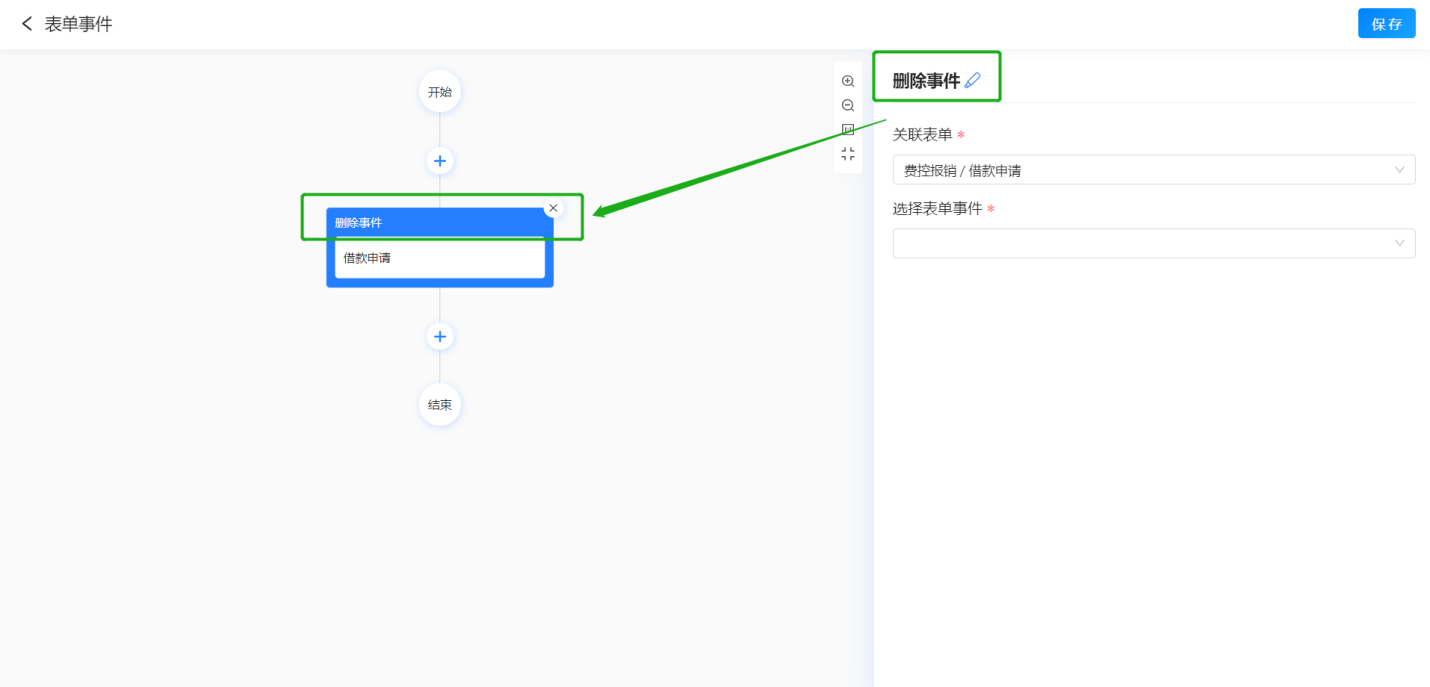 表单事件
保存
开始
删除事件
借款申请
结束
删除事件
关联表单 *
费控报销 / 借款申请
选择表单事件 *